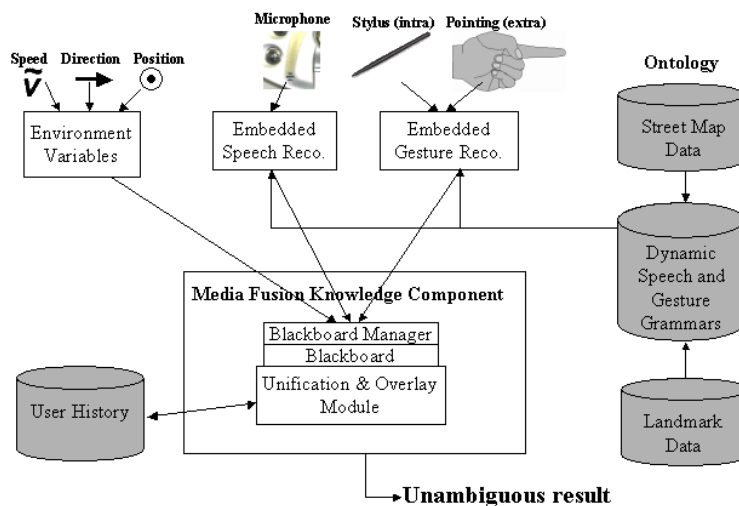 Microphone
Stylus (intra)
Pointing (extra)
Speed
Direction
Position
ṽ
Ontology
Environment
Variables
Embedded
Speech Reco.
Embedded
Gesture Reco.
Street Map
Data
Dynamic
Speech and
Gesture
Grammars
Media Fusion Knowledge Component
Blackboard Manager
Blackboard
Unification & Overlay
Module
User History
Landmark
Data
Unambiguous result